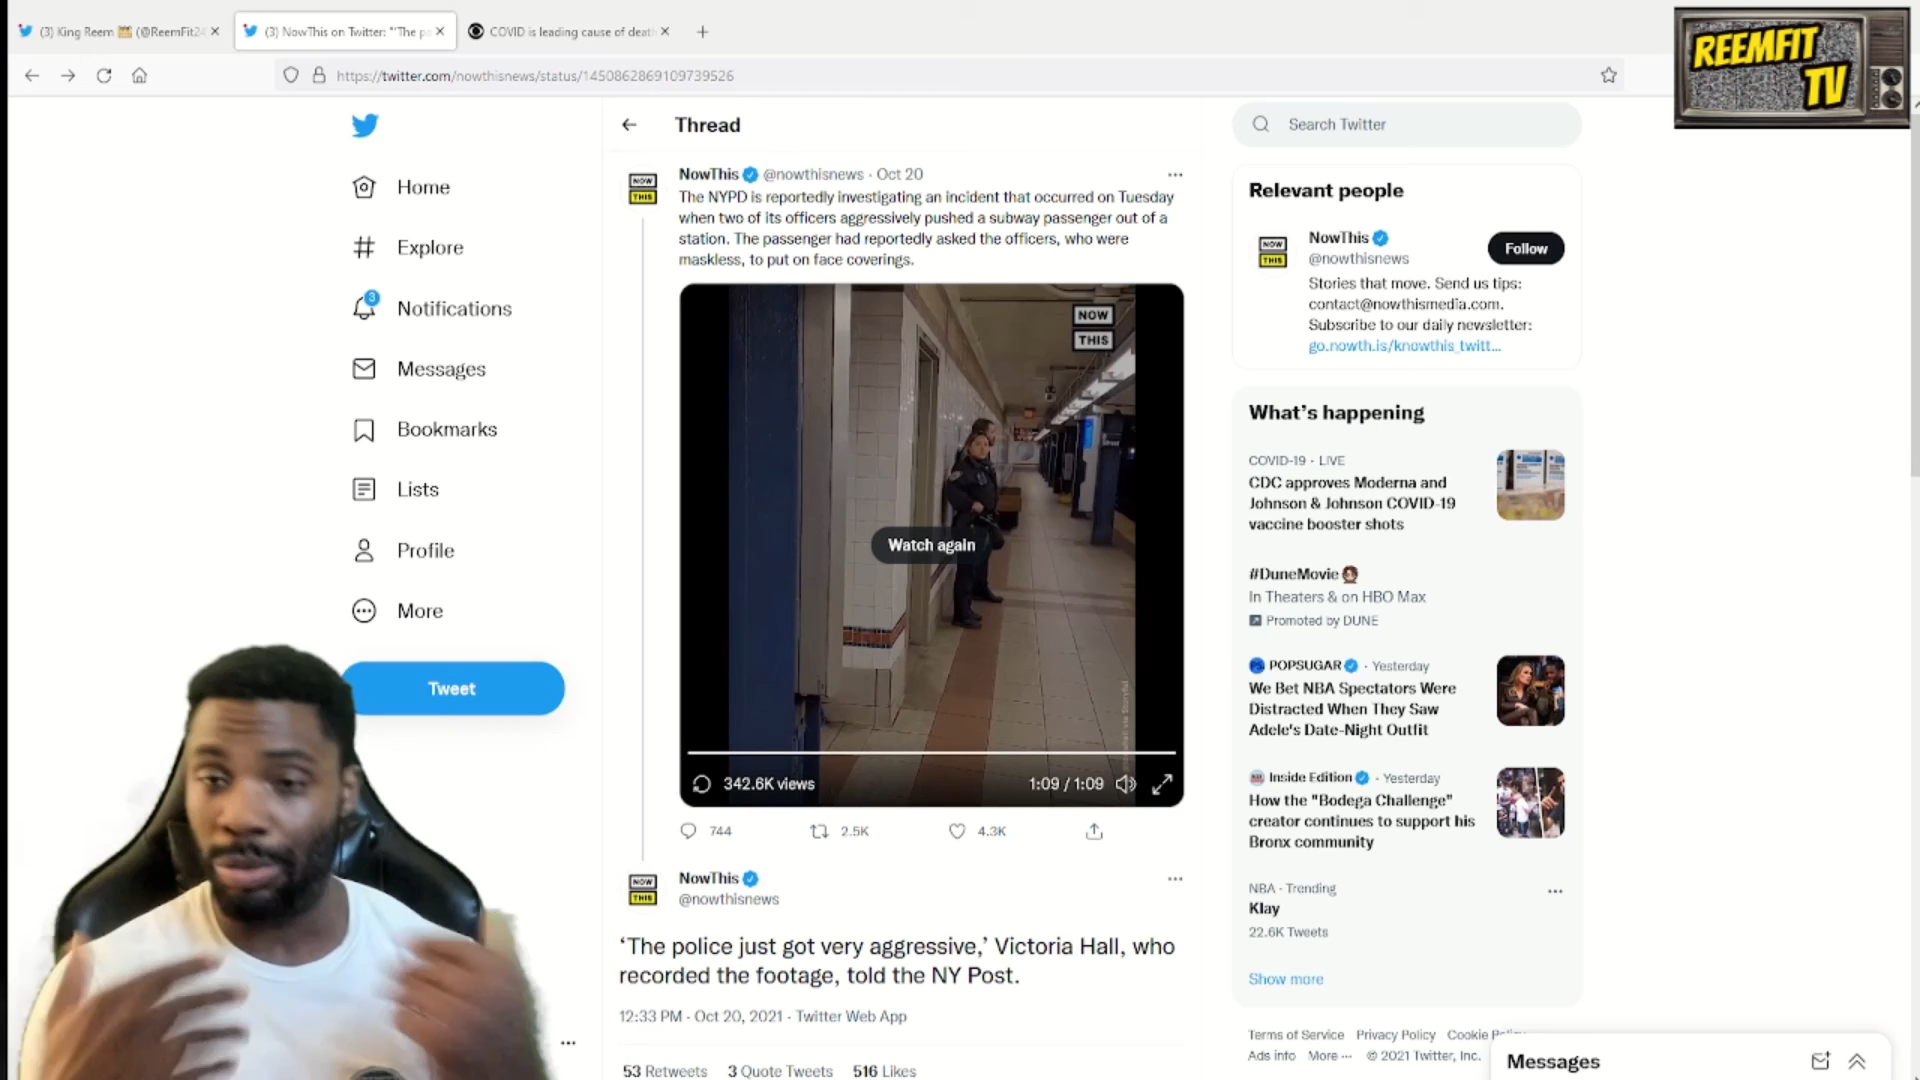 (3) King Reem (@ReemFit24
(3) NowThis on Twitter: "'The po
COVID is leading cause of death
https://twitter.com/nowthisnews/status/1450862869109739526
REEMFIT
TV
Home
Explore
3
Notifications
Messages
Bookmarks
Lists
Profile
More
Tweet
Thread
NowThis @nowthisnews · Oct 20
The NYPD is reportedly investigating an incident that occurred on Tuesday
when two of its officers aggressively pushed a subway passenger out of a
station. The passenger had reportedly asked the officers, who were
maskless, to put on face coverings.
NOW
THIS
NOW
THIS
Watch again
342.6K views
1:09 / 1:09
744
2.5K
4.3K
NOW
THIS
NowThis
@nowthisnews
‘The police just got very aggressive,’ Victoria Hall, who
recorded the footage, told the NY Post.
12:33 PM · Oct 20, 2021 · Twitter Web App
53 Retweets 3 Quote Tweets 516 Likes
Search Twitter
Relevant people
NOW
THIS
NowThis
@nowthisnews
Follow
Stories that move. Send us tips:
contact@nowthismedia.com.
Subscribe to our daily newsletter:
go.nowth.is/knowthis_twitt...
What’s happening
COVID-19 · LIVE
CDC approves Moderna and
Johnson & Johnson COVID-19
vaccine booster shots
#DuneMovie
In Theaters & on HBO Max
Promoted by DUNE
POPSUGAR · Yesterday
We Bet NBA Spectators Were
Distracted When They Saw
Adele's Date-Night Outfit
Inside Edition · Yesterday
How the "Bodega Challenge"
creator continues to support his
Bronx community
NBA · Trending
Klay
22.6K Tweets
Show more
Terms of Service Privacy Policy Cookie
Ads info More ··· © 2021 Twitter, Inc.
Messages